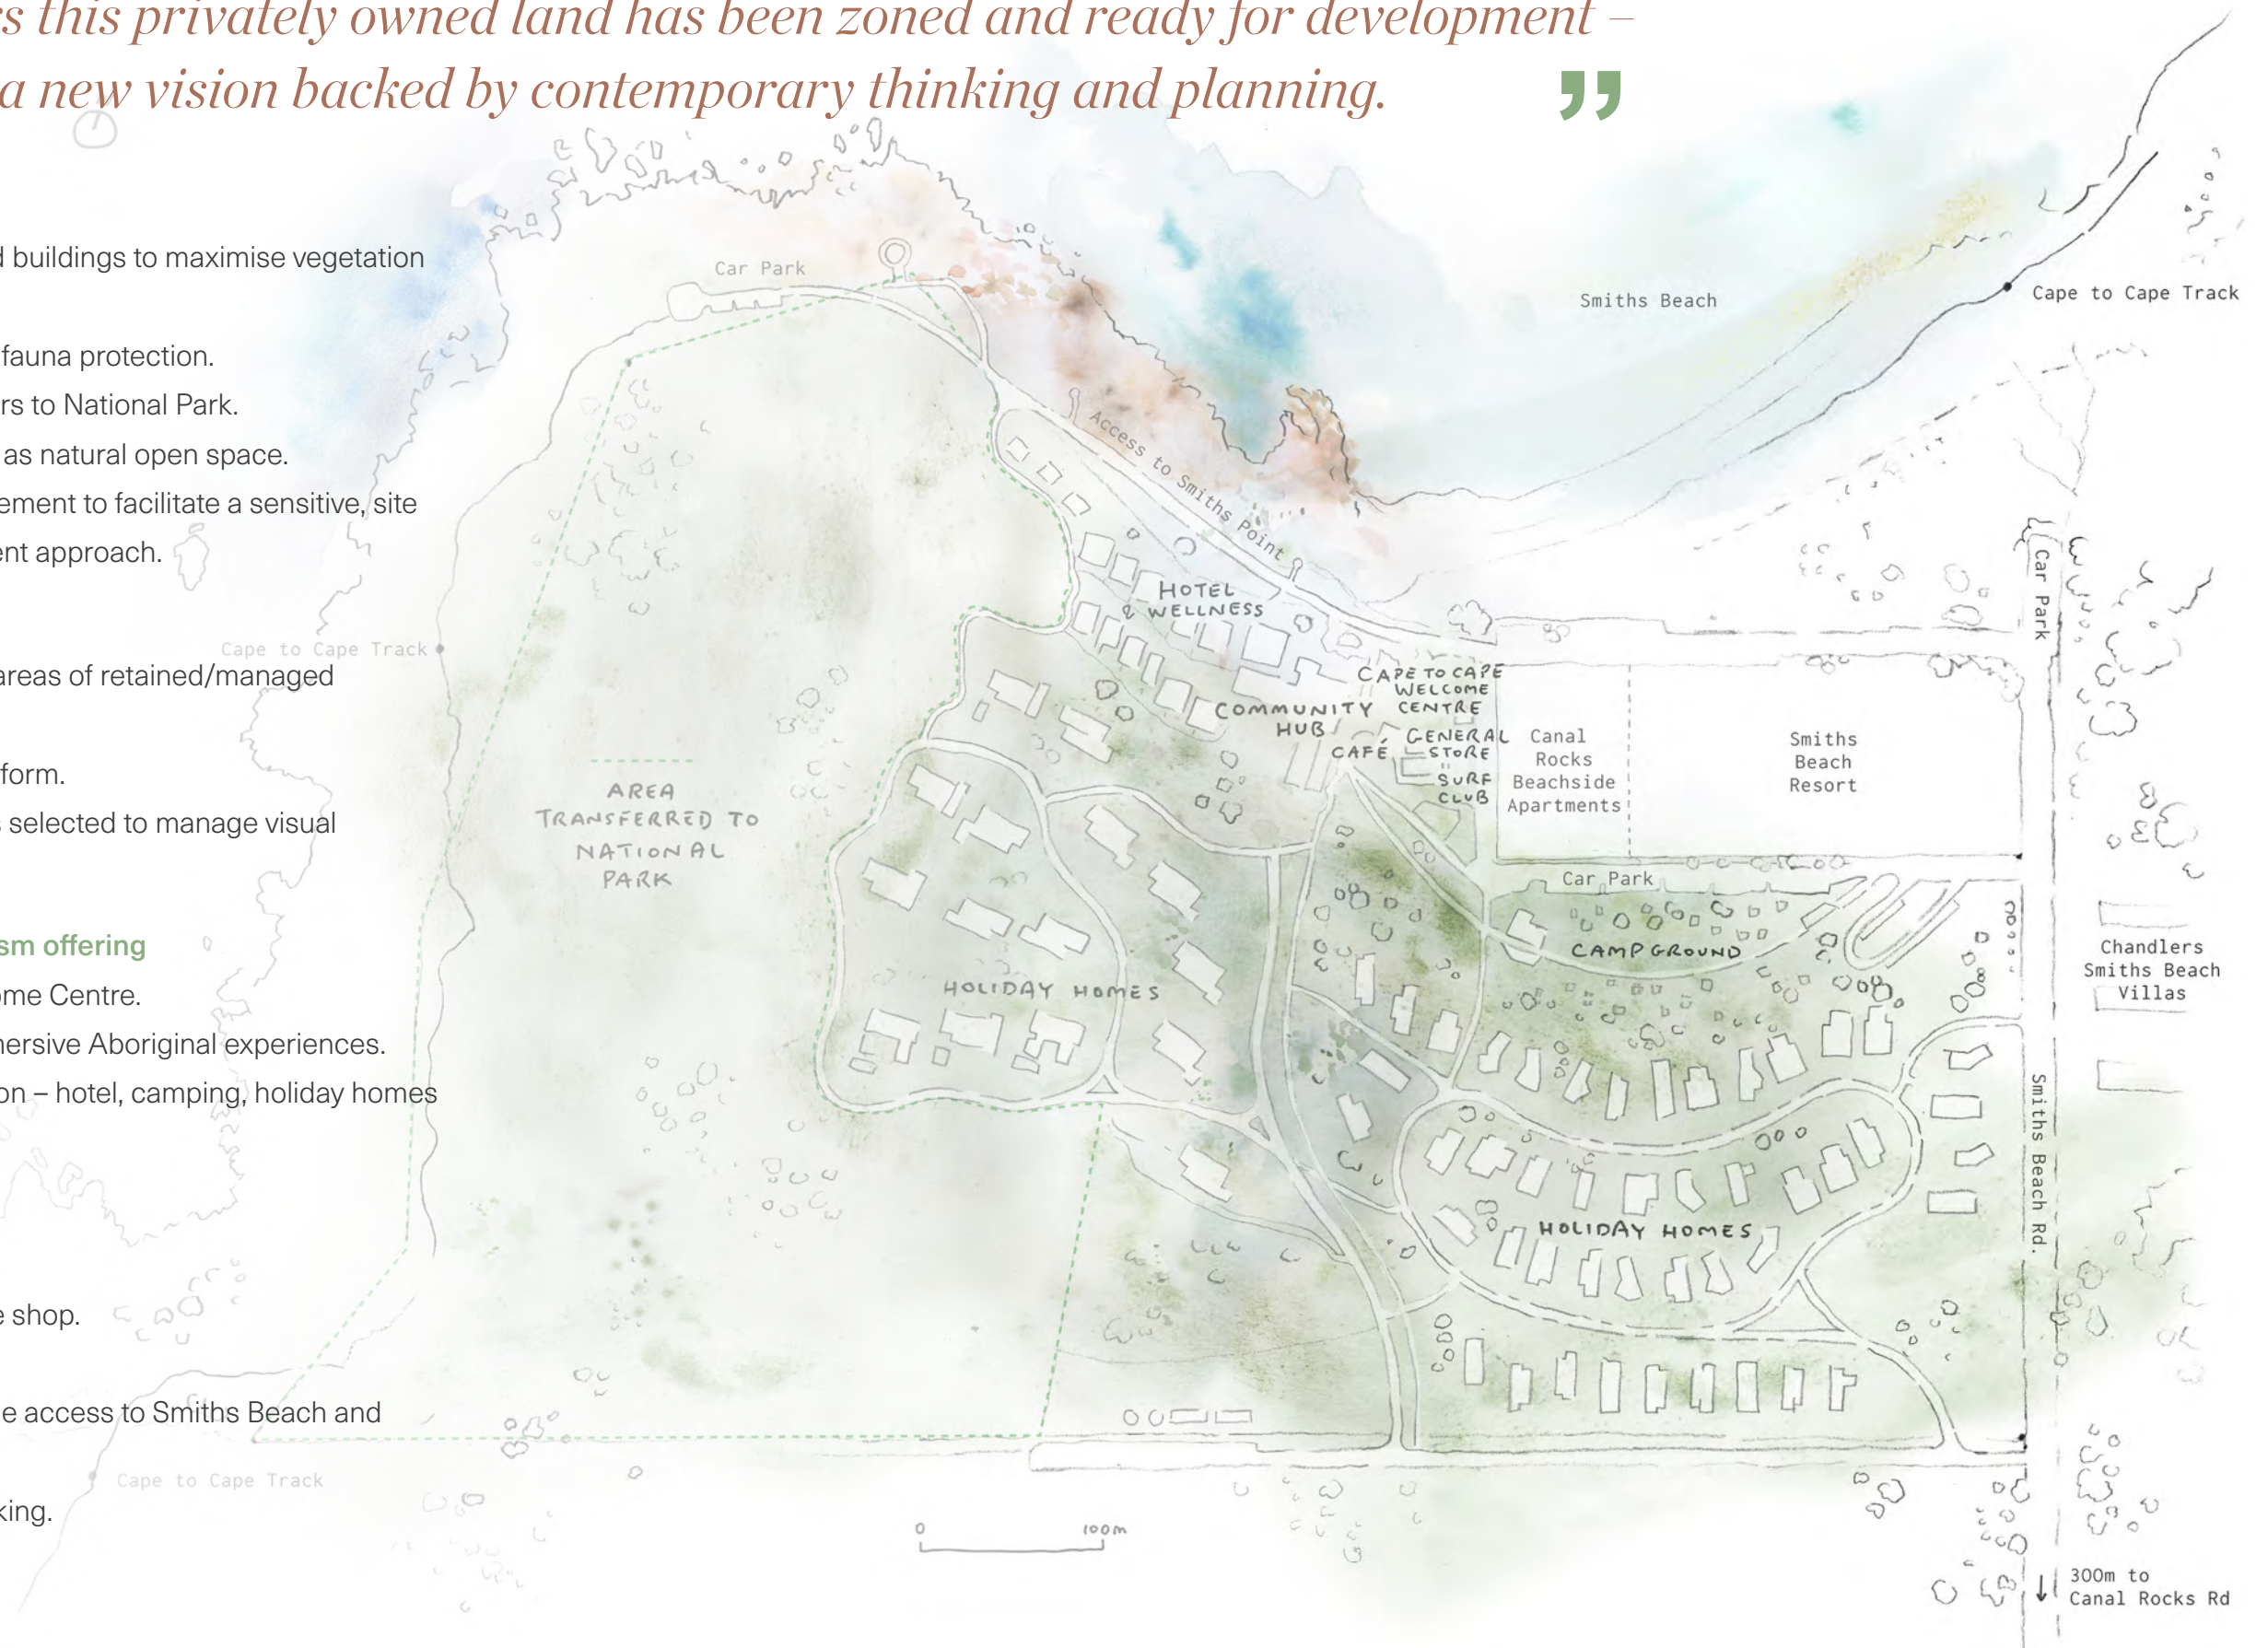 s this privately owned land has been zoned and ready for development –
a new vision backed by contemporary thinking and planning. ”
d buildings to maximise vegetation
fauna protection.
rs to National Park.
as natural open space.
ement to facilitate a sensitive, site
ent approach.
areas of retained/managed
form.
s selected to manage visual
sm offering
ome Centre.
mersive Aboriginal experiences.
on – hotel, camping, holiday homes
e shop.
e access to Smiths Beach and
king.
Car Park
Smiths Beach
Cape to Cape Track
Access to Smiths Point
Car Park
HOTEL
& WELLNESS
Cape to Cape Track
CAPE TO CAPE
WELCOME
CENTRE
COMMUNITY
HUB
CAFÉ
GENERAL
STORE
SURF
CLUB
Canal
Rocks
Beachside
Apartments
Smiths
Beach
Resort
AREA
TRANSFERRED TO
NATIONAL
PARK
Car Park
CAMPGROUND
Chandlers
Smiths Beach
Villas
HOLIDAY HOMES
Smiths Beach Rd.
HOLIDAY HOMES
Cape to Cape Track
0 100m
300m to
Canal Rocks Rd